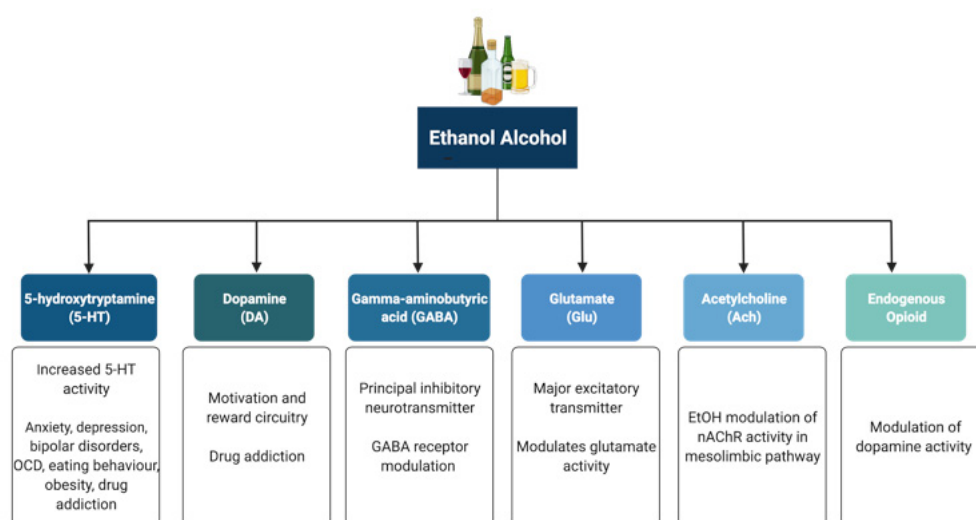 Ethanol Alcohol
5-hydroxytryptamine
(5-HT)
Increased 5-HT
activity
Anxiety, depression,
bipolar disorders,
OCD, eating behaviour,
obesity, drug
addiction
Dopamine
(DA)
Motivation and
reward circuitry
Drug addiction
Gamma-aminobutyric
acid (GABA)
Principal inhibitory
neurotransmitter
GABA receptor
modulation
Glutamate
(Glu)
Major excitatory
transmitter
Modulates glutamate
activity
Acetylcholine
(Ach)
EtOH modulation of
nAChR activity in
mesolimbic pathway
Endogenous
Opioid
Modulation of
dopamine activity